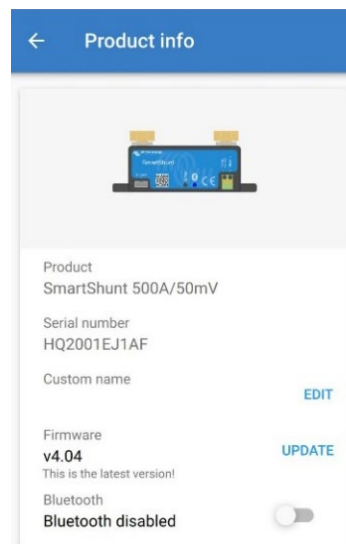 Product info
SmartShunt
Product
SmartShunt 500A/50mV
Serial number
HQ2001EJ1AF
Custom name
EDIT
Firmware
v4.04
UPDATE
This is the latest version!
Bluetooth
Bluetooth disabled